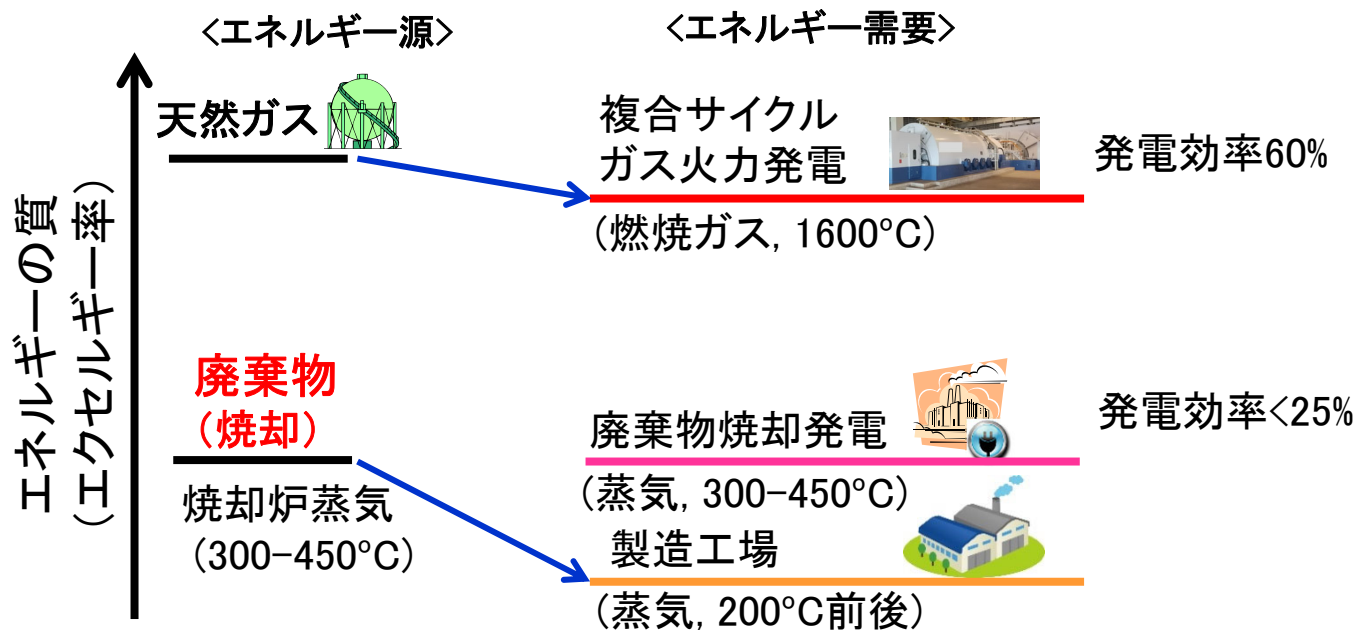 <エネルギー源>
<エネルギー需要>
エネルギーの質
(エクセルギー率)
天然ガス
複合サイクル
ガス火力発電
発電効率60%
(燃焼ガス, 1600℃)
廃棄物
(焼却)
焼却炉蒸気
(300-450℃)
廃棄物焼却発電
発電効率<25%
(蒸気, 300-450℃)
製造工場
(蒸気, 200℃前後)